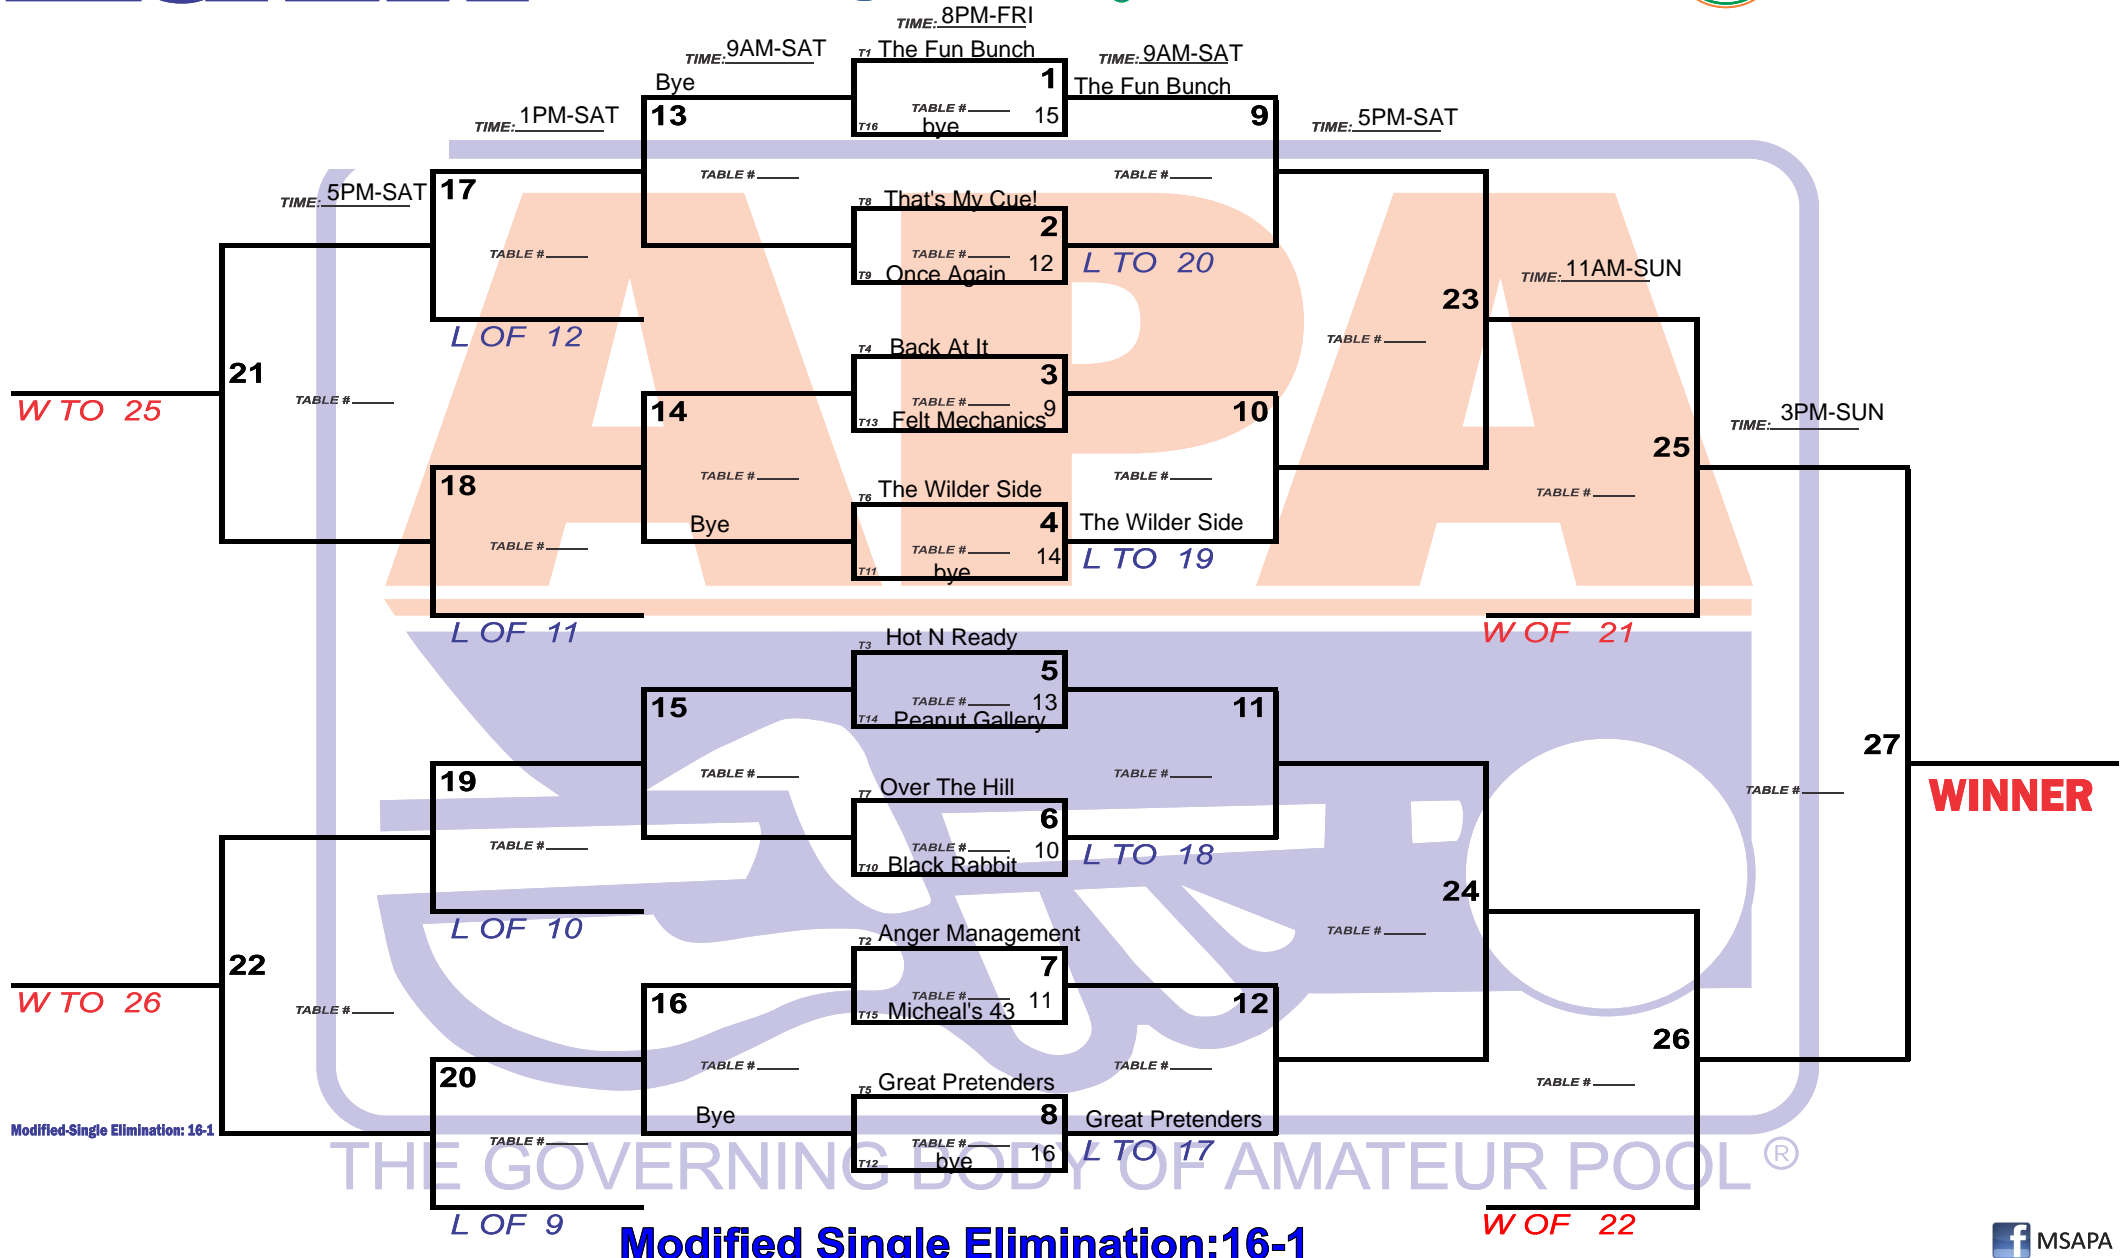 TIME: 8PM-FRI
TIME: 9AM-SAT
T1 The Fun Bunch
TIME: 9AM-SAT
Bye
1
The Fun Bunch
TIME: 1PM-SAT
13
TABLE #
15
T16 bye
9
TIME: 5PM-SAT
TABLE #
TABLE #
TIME: 5PM-SAT
17
T8 That's My Cue!
2
TABLE #
TABLE #
12
T9 Once Again
L TO 20
TIME: 11AM-SUN
23
L OF 12
TABLE #
T4 Back At It
21
3
TABLE #
TABLE #
9
T13 Felt Mechanics
W TO 25
14
10
TIME: 3PM-SUN
25
TABLE #
TABLE #
18
T6 The Wilder Side
TABLE #
Bye
4
The Wilder Side
TABLE #
TABLE #
14
T11 bye
L TO 19
APA
L OF 11
W OF 21
T3 Hot N Ready
5
TABLE #
13
T14 Peanut Gallery
15
11
27
TABLE #
TABLE #
19
T7 Over The Hill
TABLE #
WINNER
6
TABLE #
TABLE #
10
T10 Black Rabbit
L TO 18
24
L OF 10
T2 Anger Management
TABLE #
22
7
TABLE #
11
T15 Micheal's 43
W TO 26
16
12
TABLE #
26
TABLE #
TABLE #
20
T5 Great Pretenders
TABLE #
Bye
8
Great Pretenders
Modified-Single Elimination: 16-1
TABLE #
TABLE #
16
T12 bye
L TO 17
THE GOVERNING BODY OF AMATEUR POOL ®
L OF 9
W OF 22
Modified Single Elimination:16-1
f MSAPA